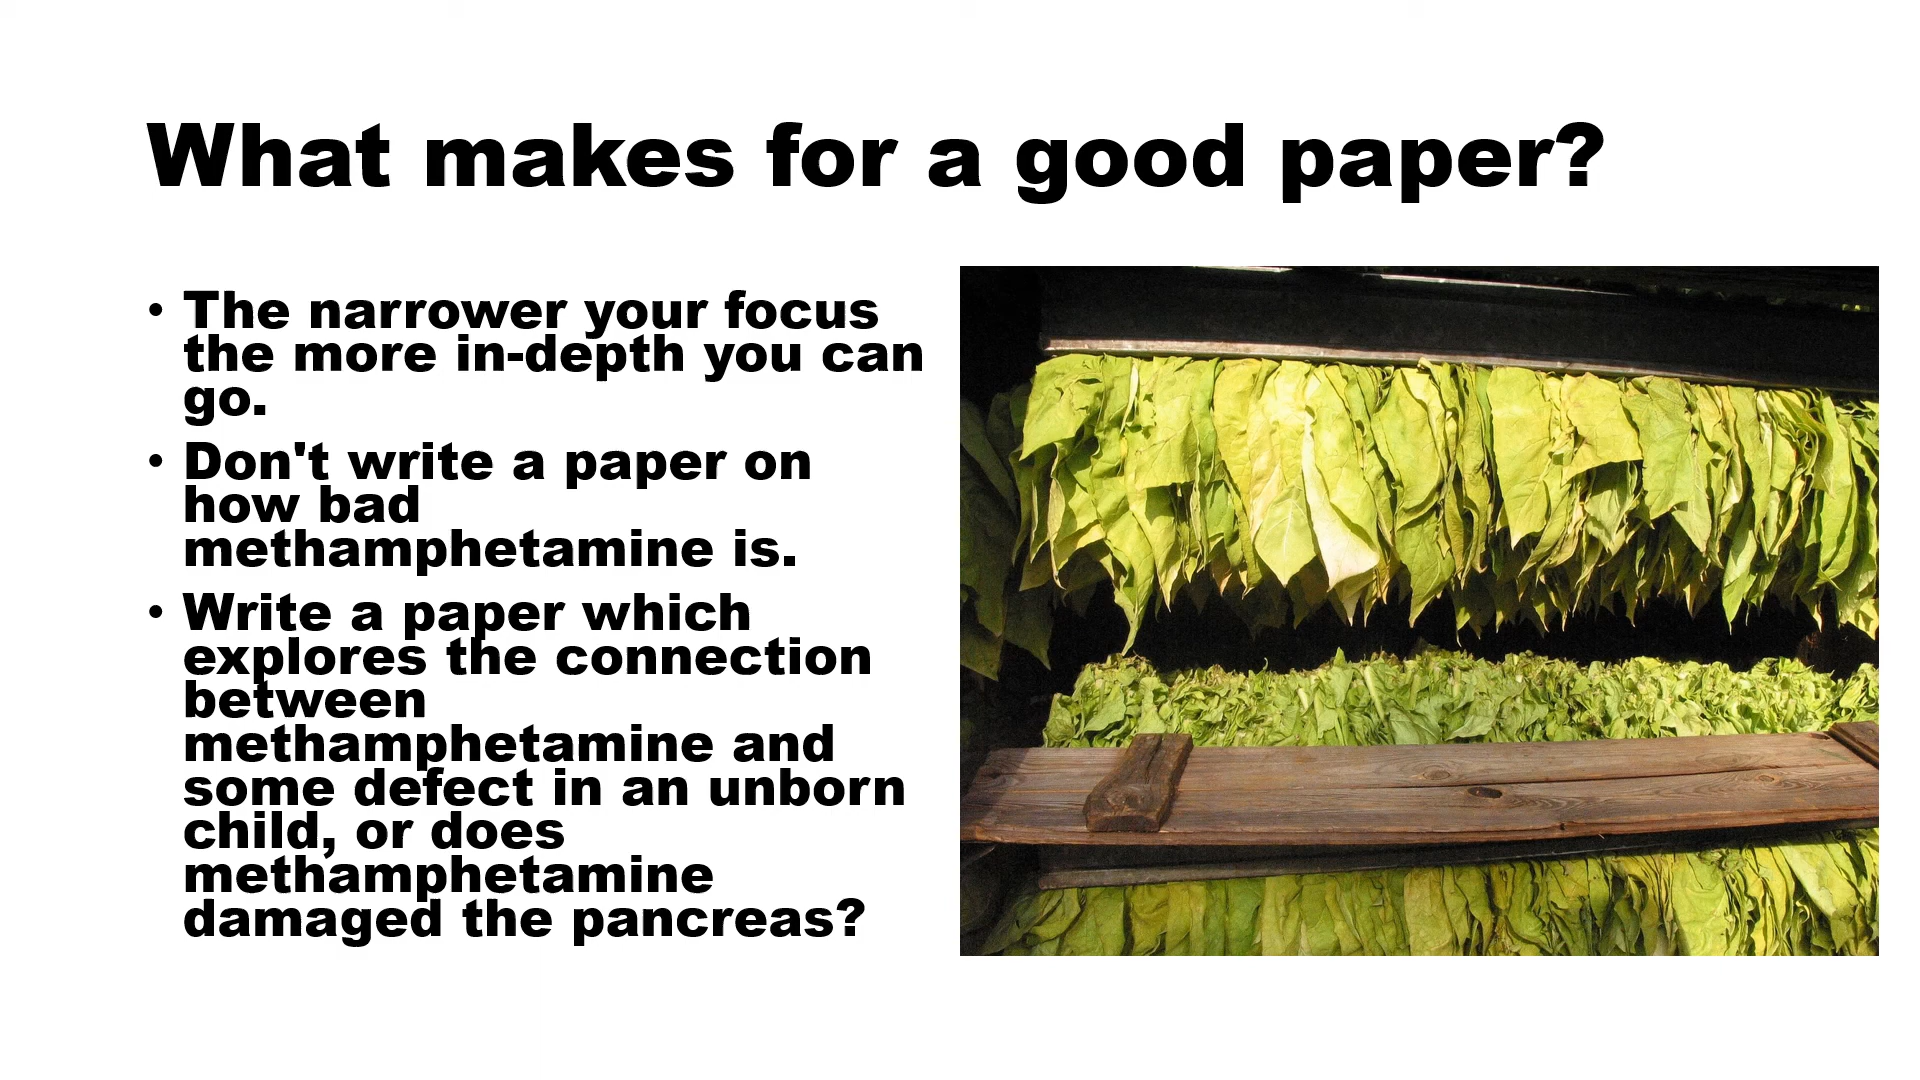 What makes for a good paper?
• The narrower your focus
the more in-depth you can
go.
• Don't write a paper on
how bad
methamphetamine is.
• Write a paper which
explores the connection
between
methamphetamine and
some defect in an unborn
child, or does
methamphetamine
damaged the pancreas?